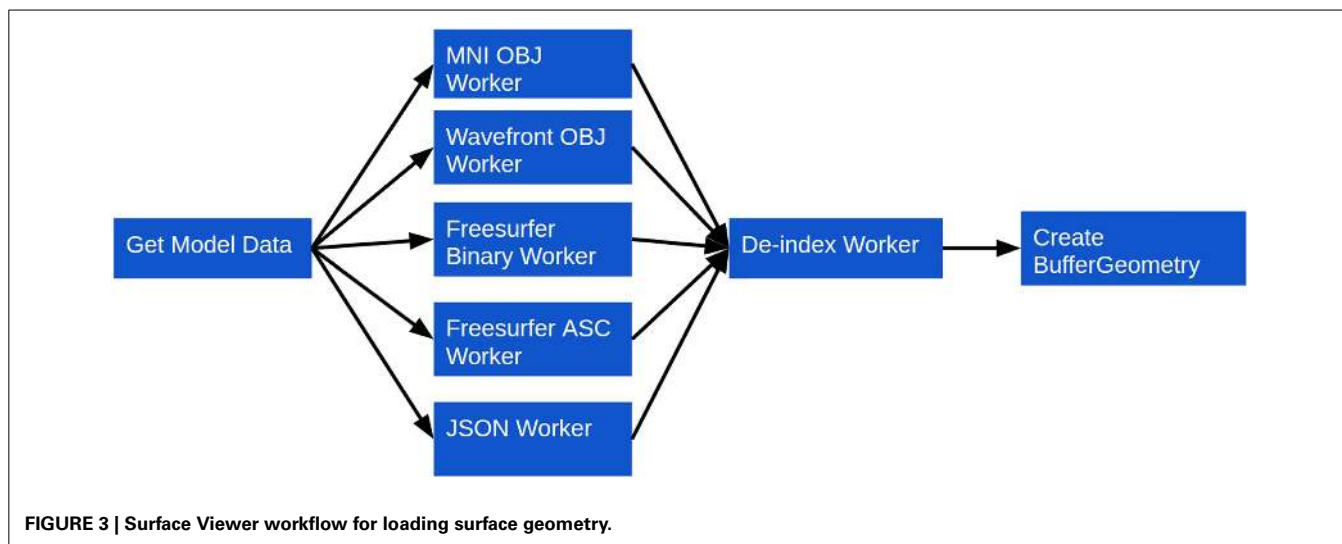 MNI OBJ
Worker
Wavefront OBJ
Worker
Get Model Data
Freesurfer
Binary Worker
De-index Worker
Create
BufferGeometry
Freesurfer ASC
Worker
JSON Worker
FIGURE 3 | Surface Viewer workflow for loading surface geometry.